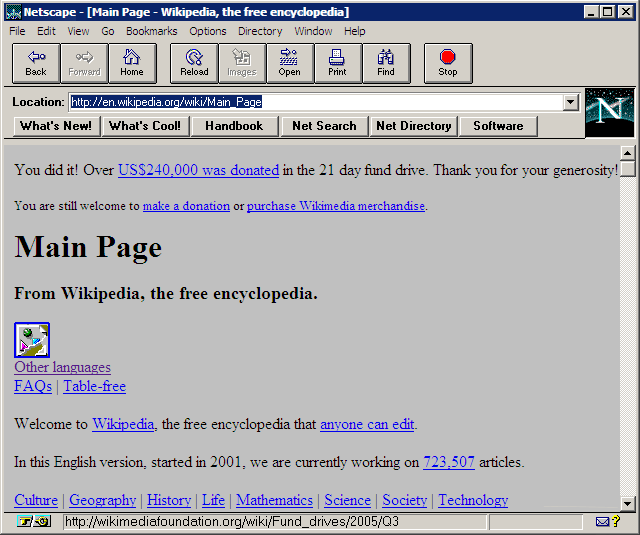 Netscape - [Main Page - Wikipedia, the free encyclopedia]
File Edit View Go Bookmarks Options Directory Window Help
Back Forward Home Reload Images Open Print Find Stop
Location: http://en.wikipedia.org/wiki/Main_Page
N
What's New! What's Cool! Handbook Net Search Net Directory Software
You did it! Over US$240,000 was donated in the 21 day fund drive. Thank you for your generosity!
You are still welcome to make a donation or purchase Wikimedia merchandise.
Main Page
From Wikipedia, the free encyclopedia.
Other languages
FAQs | Table-free
Welcome to Wikipedia, the free encyclopedia that anyone can edit.
In this English version, started in 2001, we are currently working on 723,507 articles.
Culture | Geography | History | Life | Mathematics | Science | Society | Technology
http://wikimediafoundation.org/wiki/Fund_drives/2005/Q3
?